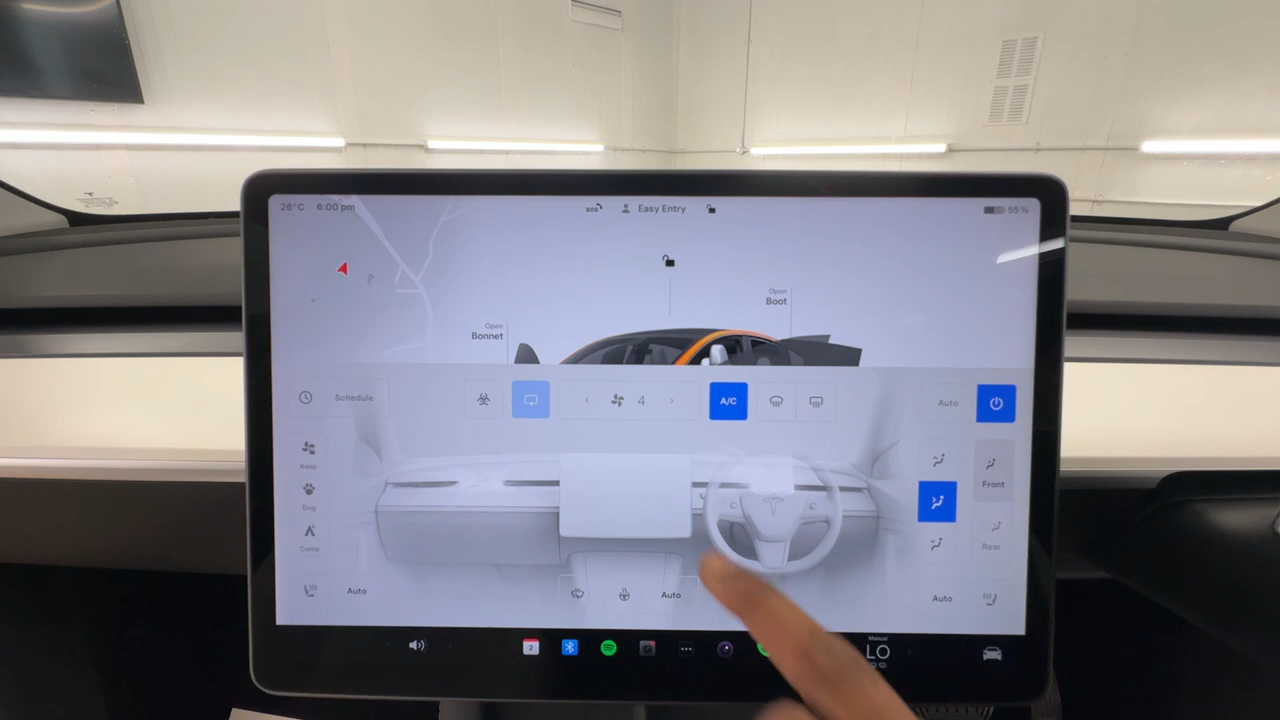 26°C 6:00 pm
SOS
Easy Entry
55 %
Open
Boot
Open
Bonnet
Schedule
4
A/C
Auto
Keep
Front
Dog
Camp
Rear
Auto
Auto
Auto
2
Manual
LO